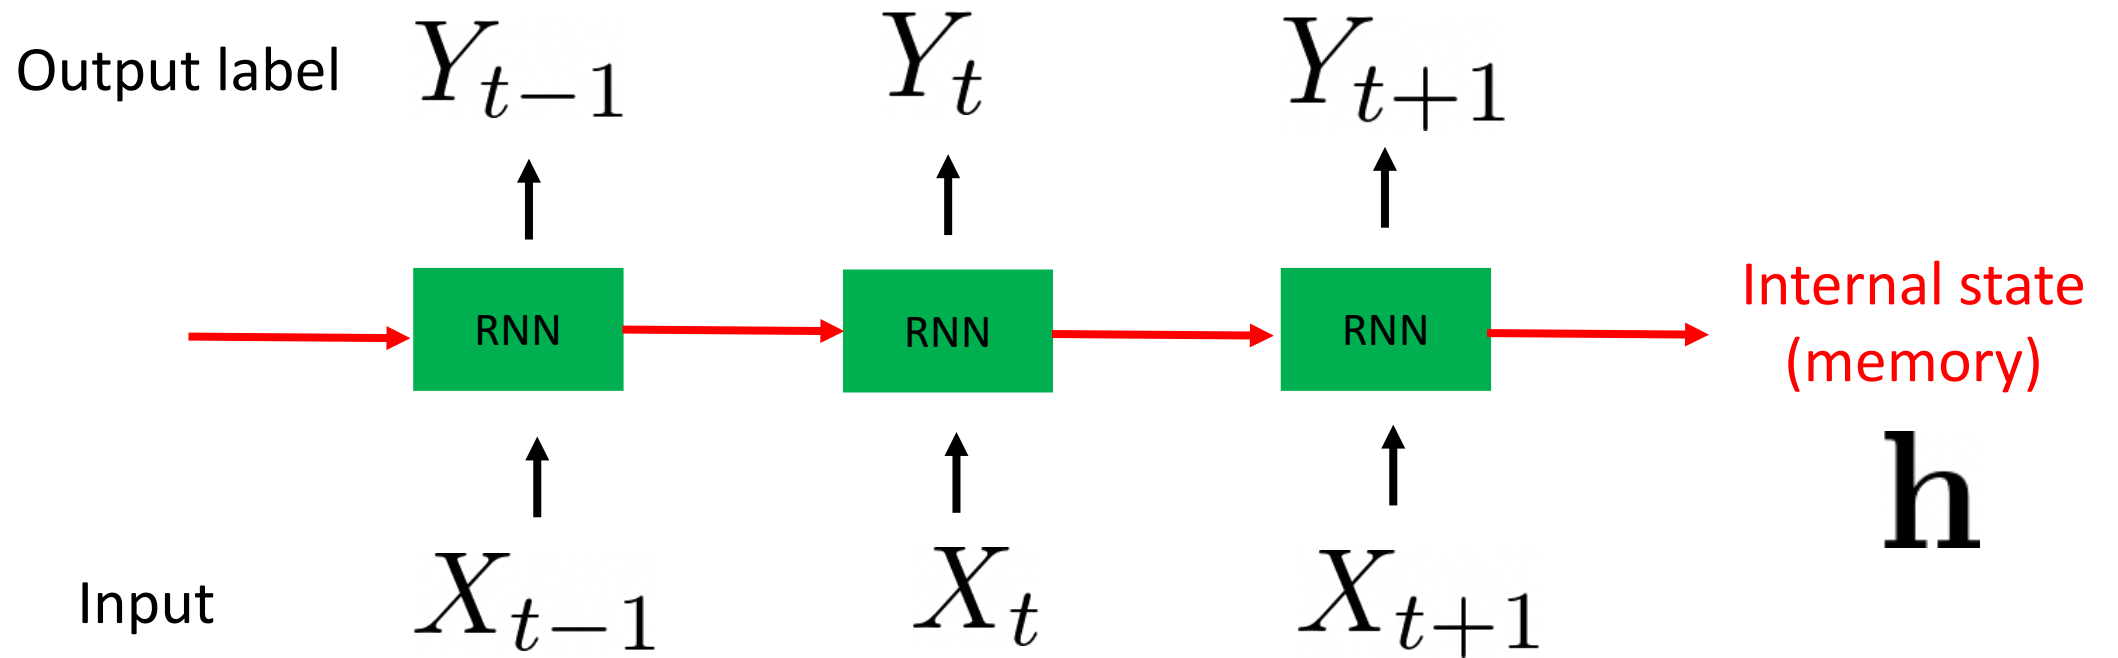 Output label Y_{t-1} Y_t Y_{t+1}
RNN RNN RNN
Internal state
(memory)
h
Input X_{t-1} X_t X_{t+1}